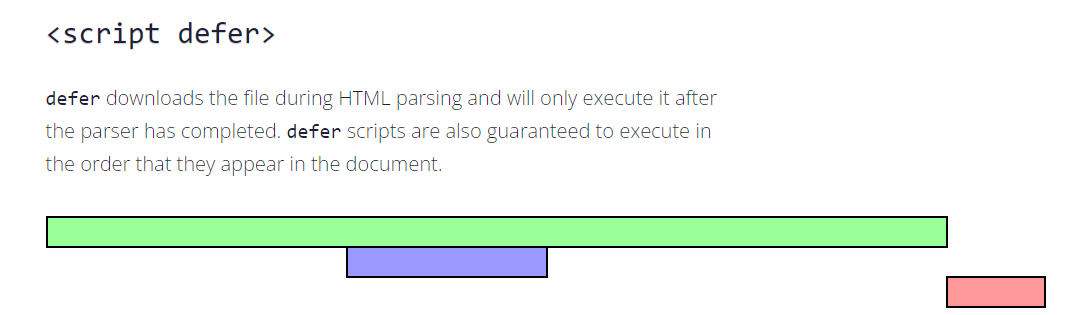 <script defer>
defer downloads the file during HTML parsing and will only execute it after
the parser has completed. defer scripts are also guaranteed to execute in
the order that they appear in the document.